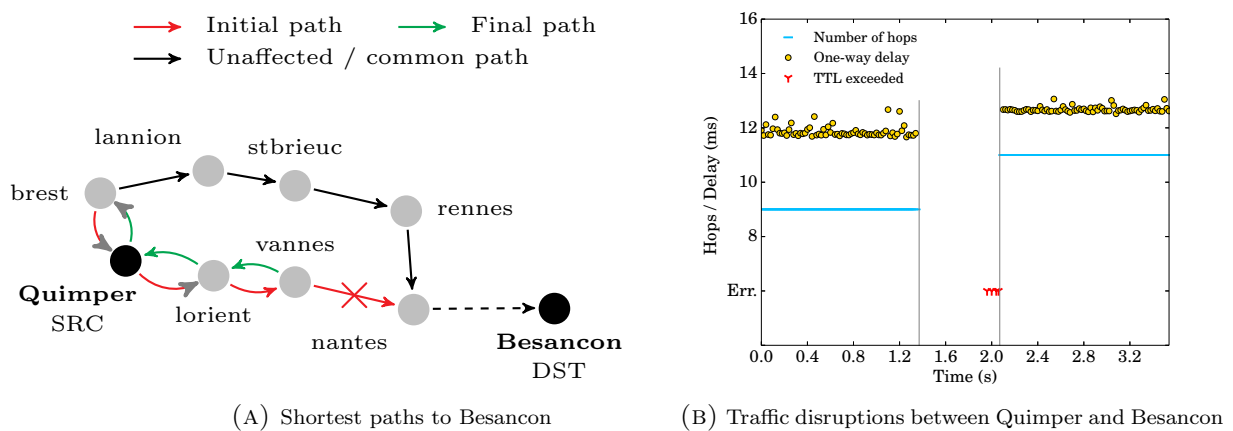 Initial path
Final path
Unaffected / common path
lannion
stbrieuc
brest
rennes
vannes
Quimper
SRC
lorient
nantes
Besancon
DST
(A) Shortest paths to Besancon
16
14
12
10
8
Err.
Hops / Delay (ms)
Number of hops
One-way delay
TTL exceeded
0.0 0.4 0.8 1.2 1.6 2.0 2.4 2.8 3.2
Time (s)
(B) Traffic disruptions between Quimper and Besancon